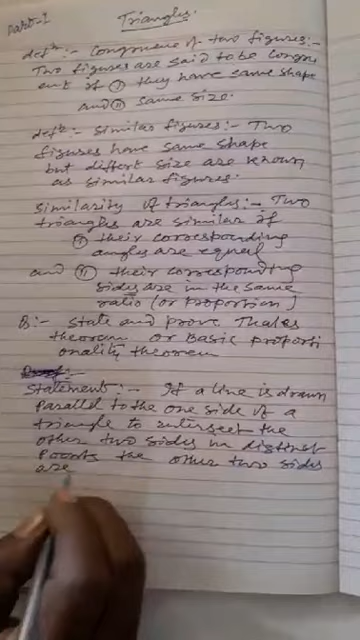 Part-1
Triangles.
defn:- Congruence of two figures:-
Two figures are said to be congru
ent if (i) they have same shape
and (ii) same size.
defn:- Similar figures:- Two
figures have same shape
but differt size are known
as similar figures.
Similarity of triangles:- Two
triangles are similar if
(i) their corresponding
angles are equal
and (ii) their corresponding
sides are in the same
ratio (or proportion)
Q:- State and prove Thales
theorem or Basic proporti
onality theorem
Statement:- If a line is drawn
parallel to the one side of a
triangle to intersect the
other two sides in distinct
points the other two sides
are